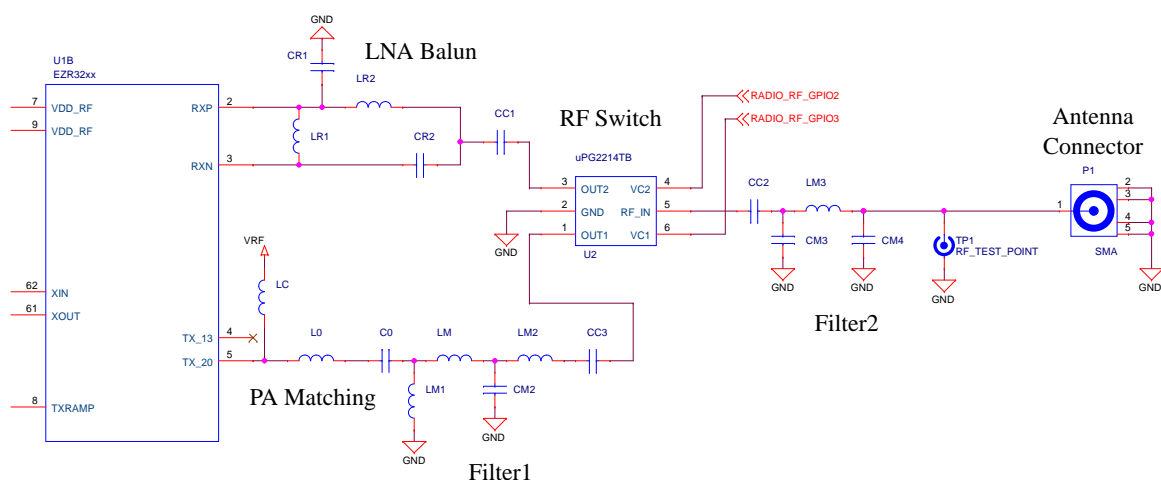 GND
CR1
LNA Balun
U1B
EZR32xx
LR2
7
VDD_RF
RXP
2
9
VDD_RF
LR1
CR2
CC1
RXN
3
RF Switch
RADIO_RF_GPIO2
RADIO_RF_GPIO3
Antenna
Connector
uPG2214TB
P1
3
OUT2
VC2
4
2
GND
RF_IN
5
1
OUT1
VC1
6
U2
GND
CC2
LM3
CM3
CM4
GND
GND
TP1
RF_TEST_POINT
GND
1
2
3
4
5
SMA
GND
VRF
LC
62
XIN
61
XOUT
TX_13
4
TX_20
5
L0
C0
LM
LM2
CC3
Filter2
8
TXRAMP
PA Matching
LM1
CM2
GND
GND
Filter1